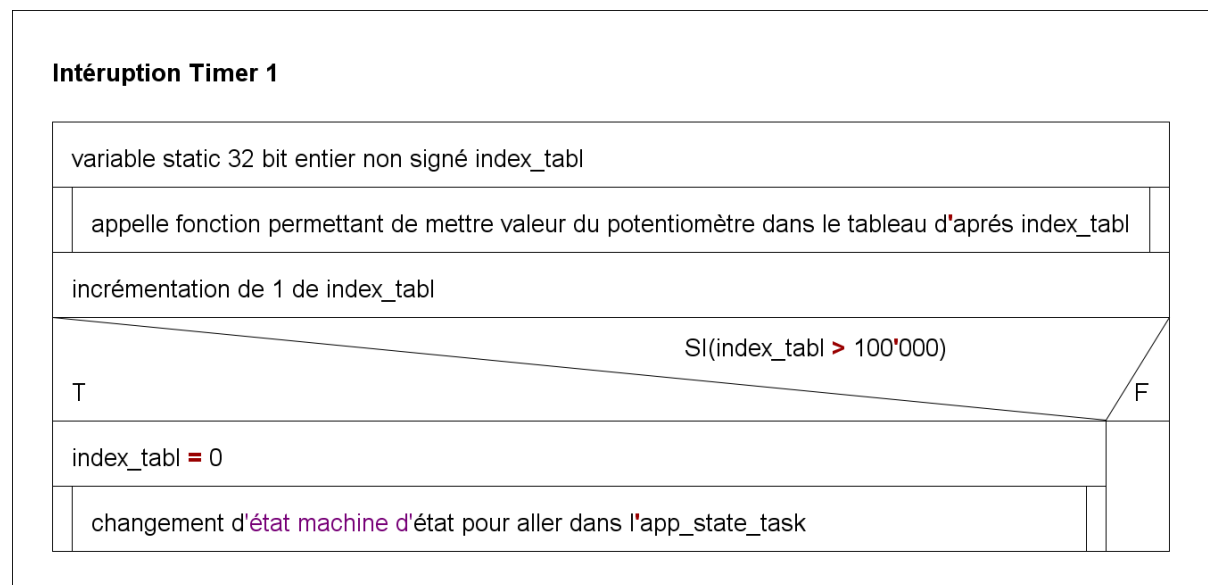 Intéruption Timer 1
variable static 32 bit entier non signé index_tabl
appelle fonction permettant de mettre valeur du potentiomètre dans le tableau d'aprés index_tabl
incrémentation de 1 de index_tabl
SI(index_tabl > 100'000)
T
F
index_tabl = 0
changement d'état machine d'état pour aller dans l'app_state_task